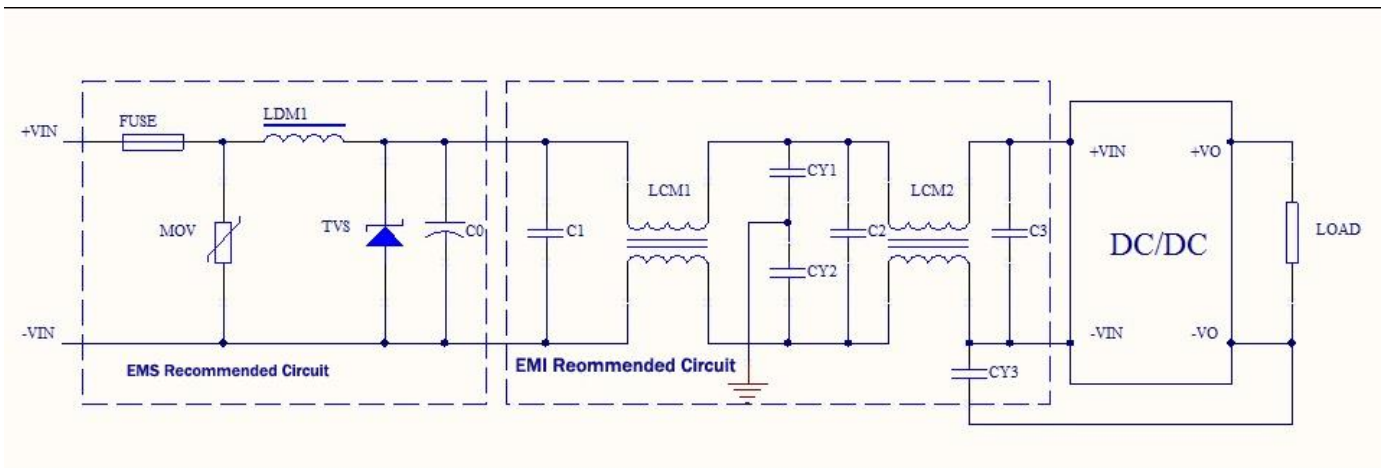 FUSE
LDM1
+VIN
MOV
TVS
C0
-VIN
EMS Recommended Circuit
C1
LCM1
CY1
CY2
C2
LCM2
C3
EMI Reommended Circuit
CY3
+VIN
+VO
DC/DC
-VIN
-VO
LOAD